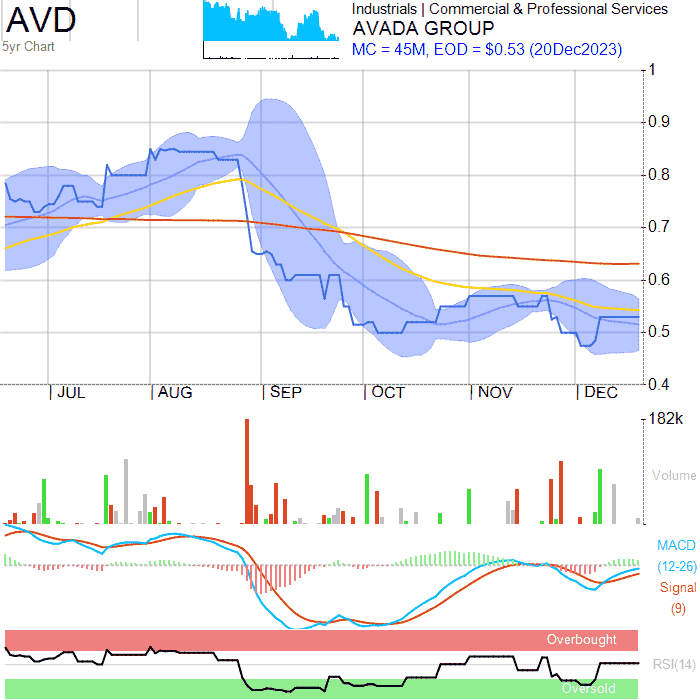 AVD
5yr Chart
Industrials | Commercial & Professional Services
AVADA GROUP
MC = 45M, EOD = $0.53 (20Dec2023)
1
0.9
0.8
0.7
0.6
0.5
0.4
JUL AUG SEP OCT NOV DEC
182k
Volume
MACD
(12-26)
Signal
(9)
Overbought
RSI(14)
Oversold